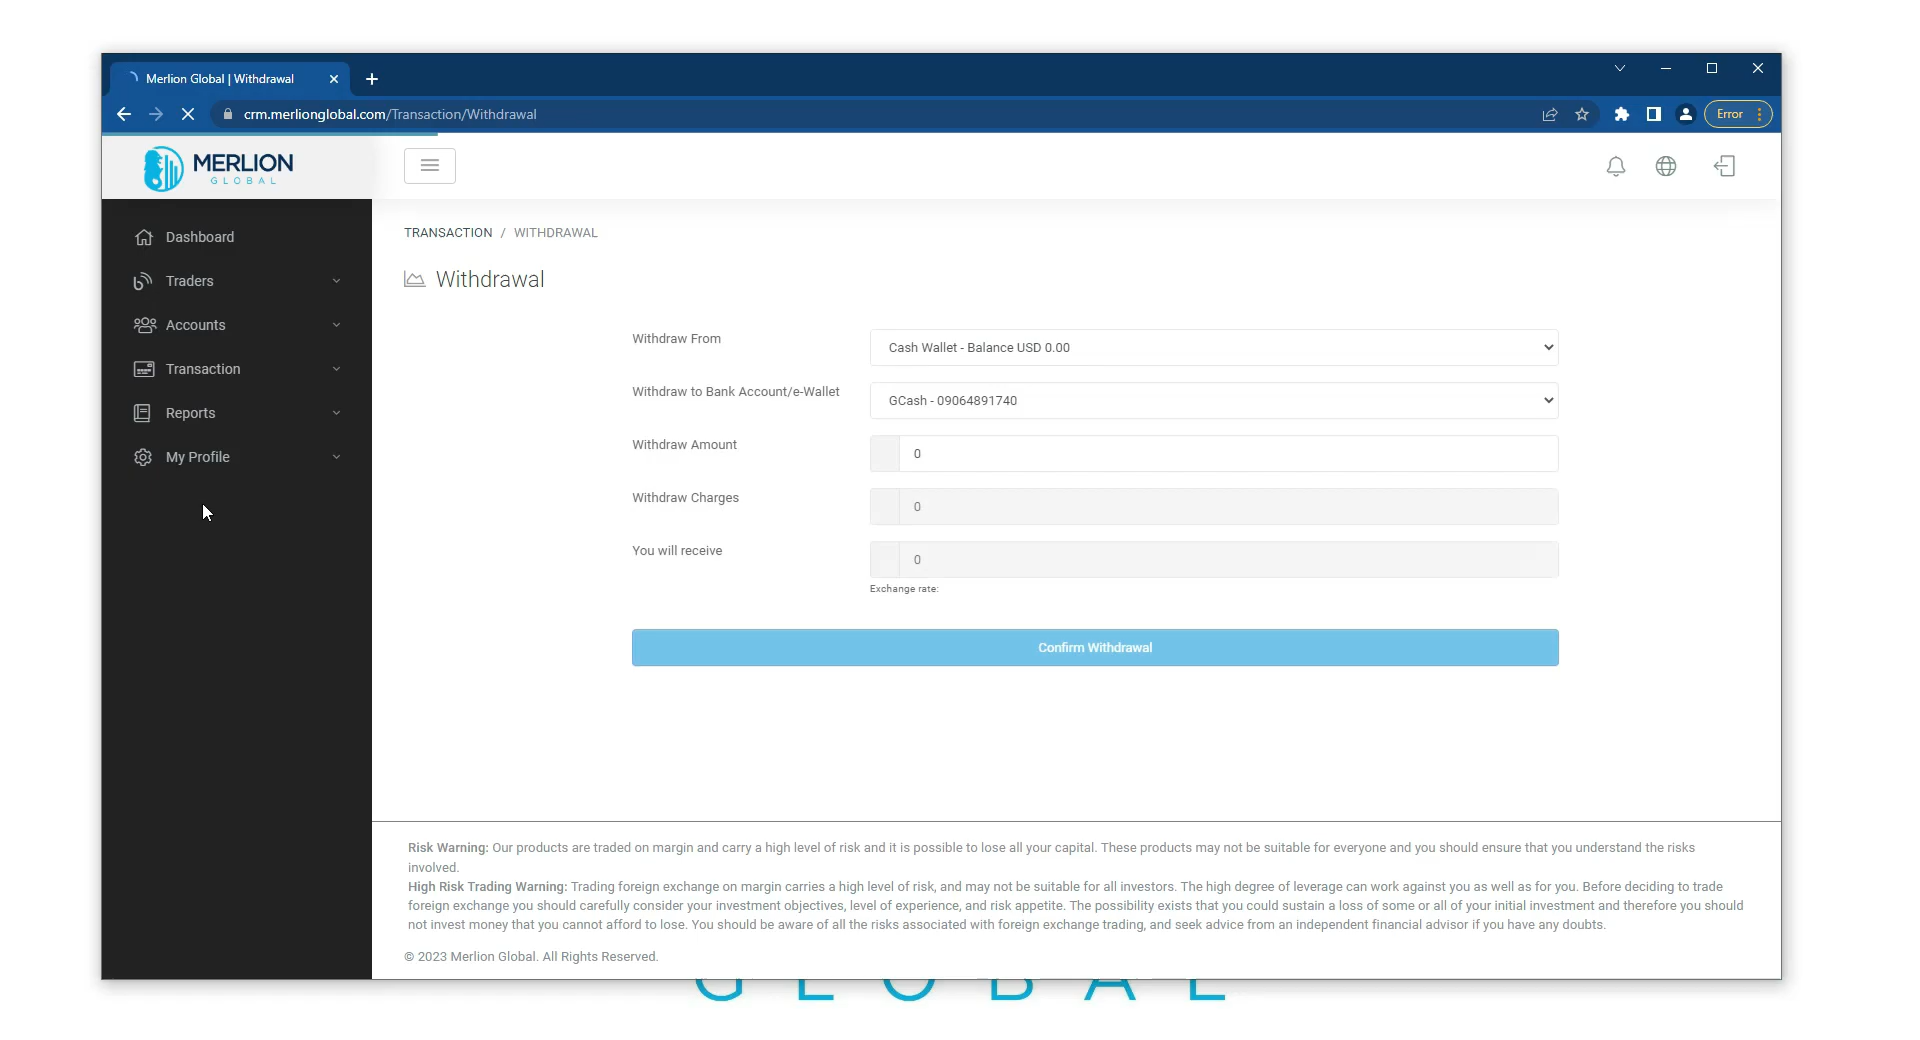 Merlion Global | Withdrawal
crm.merlionglobal.com/Transaction/Withdrawal
Error
MERLION
GLOBAL
Dashboard
Traders
Accounts
Transaction
Reports
My Profile
TRANSACTION / WITHDRAWAL
Withdrawal
Withdraw From
Cash Wallet - Balance USD 0.00
Withdraw to Bank Account/e-Wallet
GCash - 09064891740
Withdraw Amount
0
Withdraw Charges
0
You will receive
0
Exchange rate:
Confirm Withdrawal
Risk Warning: Our products are traded on margin and carry a high level of risk and it is possible to lose all your capital. These products may not be suitable for everyone and you should ensure that you understand the risks
involved.
High Risk Trading Warning: Trading foreign exchange on margin carries a high level of risk, and may not be suitable for all investors. The high degree of leverage can work against you as well as for you. Before deciding to trade
foreign exchange you should carefully consider your investment objectives, level of experience, and risk appetite. The possibility exists that you could sustain a loss of some or all of your initial investment and therefore you should
not invest money that you cannot afford to lose. You should be aware of all the risks associated with foreign exchange trading, and seek advice from an independent financial advisor if you have any doubts.
© 2023 Merlion Global. All Rights Reserved.
GLOBAL